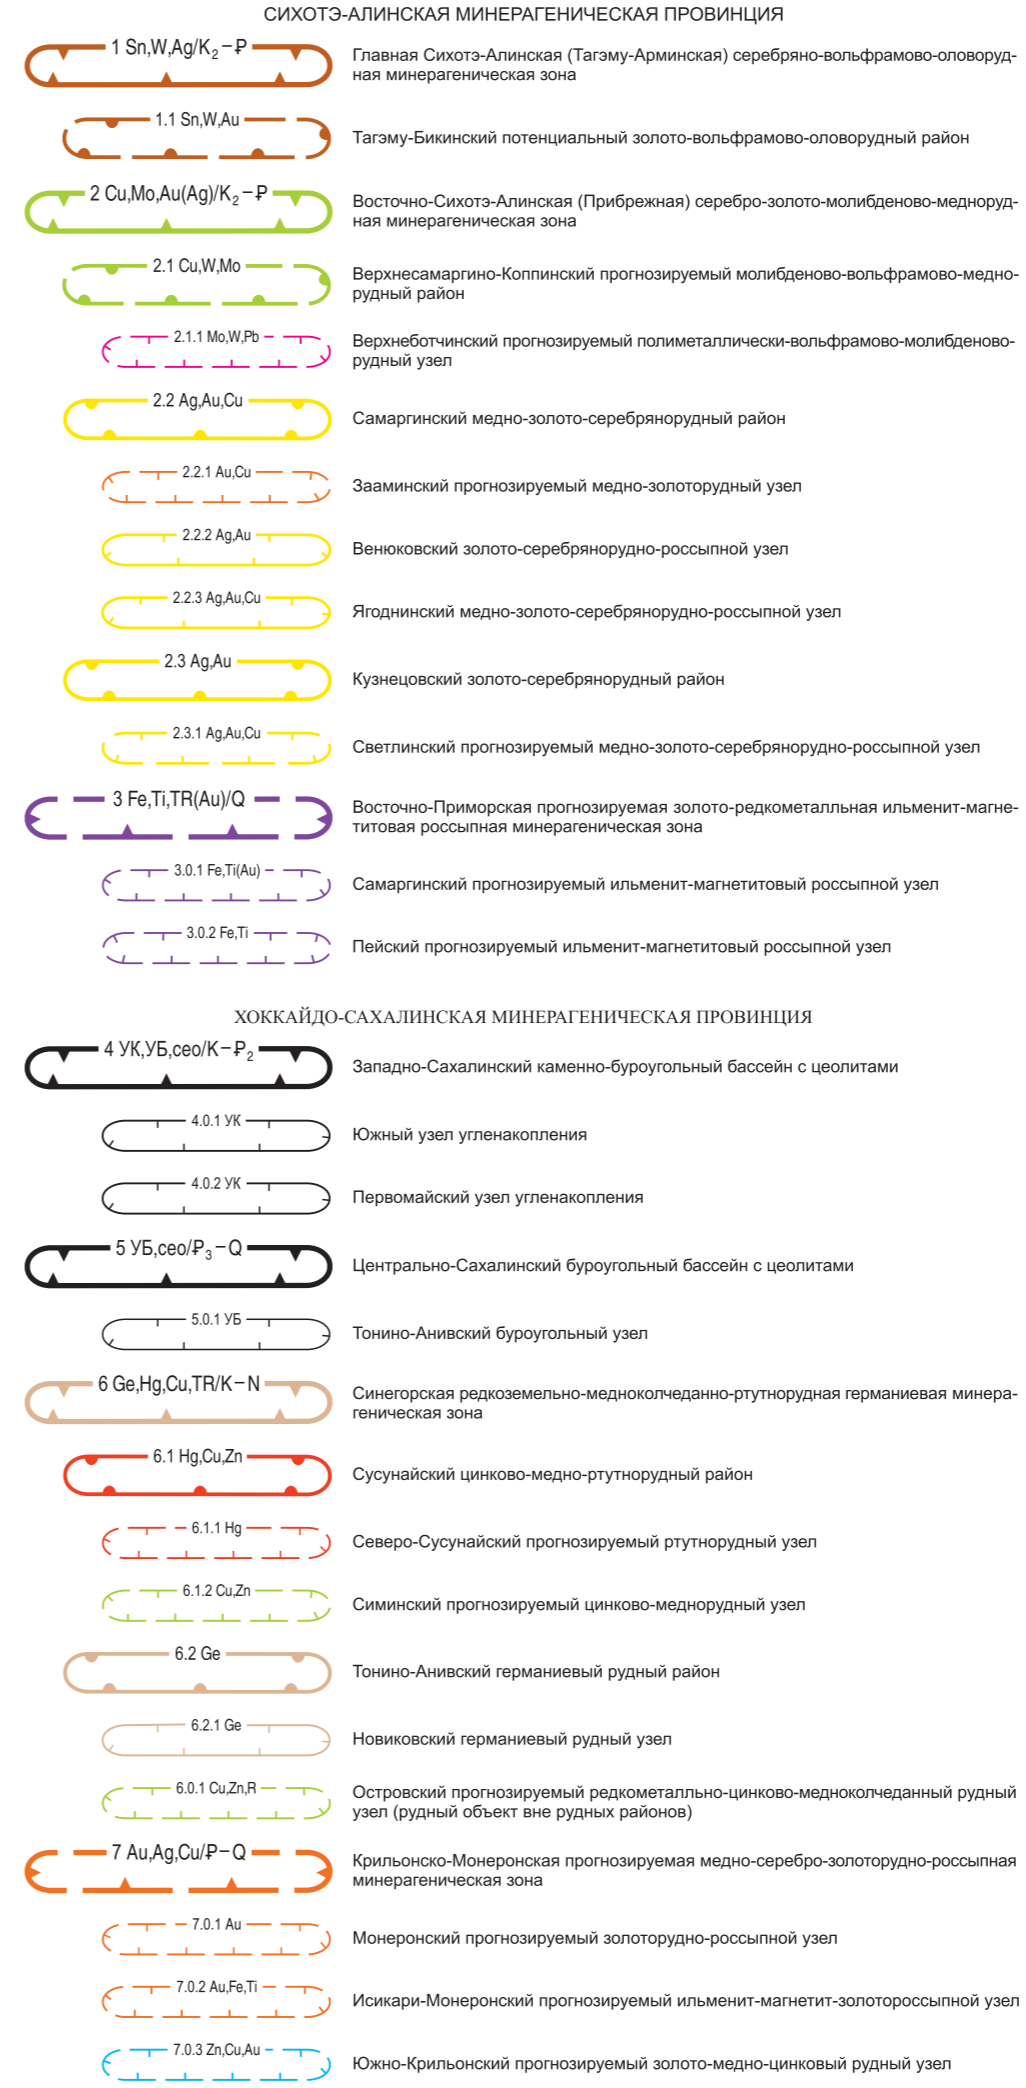 СИХОТЭ-АЛИНСКАЯ МИНЕРАГЕНИЧЕСКАЯ ПРОВИНЦИЯ
1 Sn,W,Ag/K₂–₽
Главная Сихотэ-Алинская (Тагэму-Арминская) серебряно-вольфрамово-оловоруд-
ная минерагеническая зона
1.1 Sn,W,Au
Тагэму-Бикинский потенциальный золото-вольфрамово-оловорудный район
2 Cu,Mo,Au(Ag)/K₂–₽
Восточно-Сихотэ-Алинская (Прибрежная) серебро-золото-молибденово-меднoруд-
ная минерагеническая зона
2.1 Cu,W,Mo
Верхнесамаргино-Коппинский прогнозируемый молибденово-вольфрамово-медно-
рудный район
2.1.1 Mo,W,Pb
Верхнеботчинский прогнозируемый полиметаллически-вольфрамово-молибденово-
рудный узел
2.2 Ag,Au,Cu
Самаргинский медно-золото-серебрянорудный район
2.2.1 Au,Cu
Зааминский прогнозируемый медно-золоторудный узел
2.2.2 Ag,Au
Венюковский золото-серебрянорудно-россыпной узел
2.2.3 Ag,Au,Cu
Ягоднинский медно-золото-серебрянорудно-россыпной узел
2.3 Ag,Au
Кузнецовский золото-серебрянорудный район
2.3.1 Ag,Au,Cu
Светлинский прогнозируемый медно-золото-серебрянорудно-россыпной узел
3 Fe,Ti,TR(Au)/Q
Восточно-Приморская прогнозируемая золото-редкометалльная ильменит-магне-
титовая россыпная минерагеническая зона
3.0.1 Fe,Ti(Au)
Самаргинский прогнозируемый ильменит-магнетитовый россыпной узел
3.0.2 Fe,Ti
Пейский прогнозируемый ильменит-магнетитовый россыпной узел
ХОККАЙДО-САХАЛИНСКАЯ МИНЕРАГЕНИЧЕСКАЯ ПРОВИНЦИЯ
4 УК,УБ,ceo/K–₽₂
Западно-Сахалинский каменно-буроугольный бассейн с цеолитами
4.0.1 УК
Южный узел угленакопления
4.0.2 УК
Первомайский узел угленакопления
5 УБ,ceo/₽₃–Q
Центрально-Сахалинский буроугольный бассейн с цеолитами
5.0.1 УБ
Тонино-Анивский буроугольный узел
6 Ge,Hg,Cu,TR/K–N
Синегорская редкоземельно-медноколчеданно-ртутнорудная германиевая минера-
геническая зона
6.1 Hg,Cu,Zn
Сусунайский цинково-медно-ртутнорудный район
6.1.1 Hg
Северо-Сусунайский прогнозируемый ртутнорудный узел
6.1.2 Cu,Zn
Симинский прогнозируемый цинково-меднорудный узел
6.2 Ge
Тонино-Анивский германиевый рудный район
6.2.1 Ge
Новиковский германиевый рудный узел
6.0.1 Cu,Zn,R
Островский прогнозируемый редкометалльно-цинково-медноколчеданный рудный
узел (рудный объект вне рудных районов)
7 Au,Ag,Cu/₽–Q
Крильонско-Монеронская прогнозируемая медно-серебро-золоторудно-россыпная
минерагеническая зона
7.0.1 Au
Монеронский прогнозируемый золоторудно-россыпной узел
7.0.2 Au,Fe,Ti
Исикари-Монеронский прогнозируемый ильменит-магнетит-золотороссыпной узел
7.0.3 Zn,Cu,Au
Южно-Крильонский прогнозируемый золото-медно-цинковый рудный узел